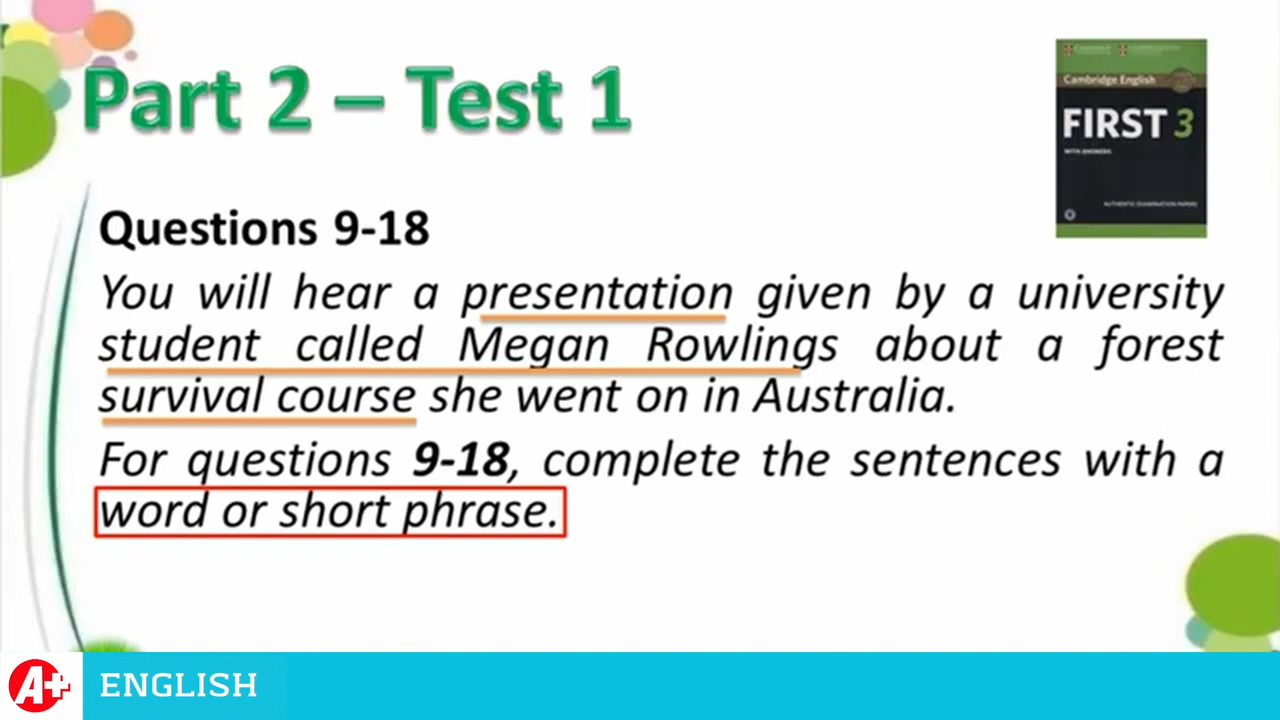 Part 2 – Test 1
Cambridge English
FIRST 3
WITH ANSWERS
AUTHENTIC EXAMINATION PAPERS
Questions 9-18
You will hear a presentation given by a university
student called Megan Rowlings about a forest
survival course she went on in Australia.
For questions 9-18, complete the sentences with a
word or short phrase.
A+ ENGLISH